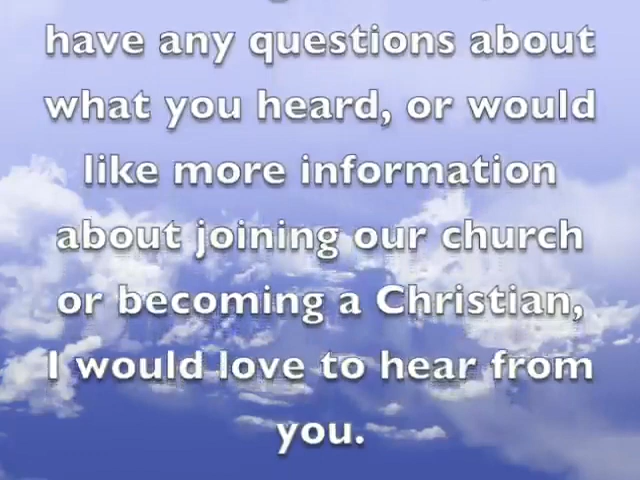 have any questions about
what you heard, or would
like more information
about joining our church
or becoming a Christian,
I would love to hear from
you.